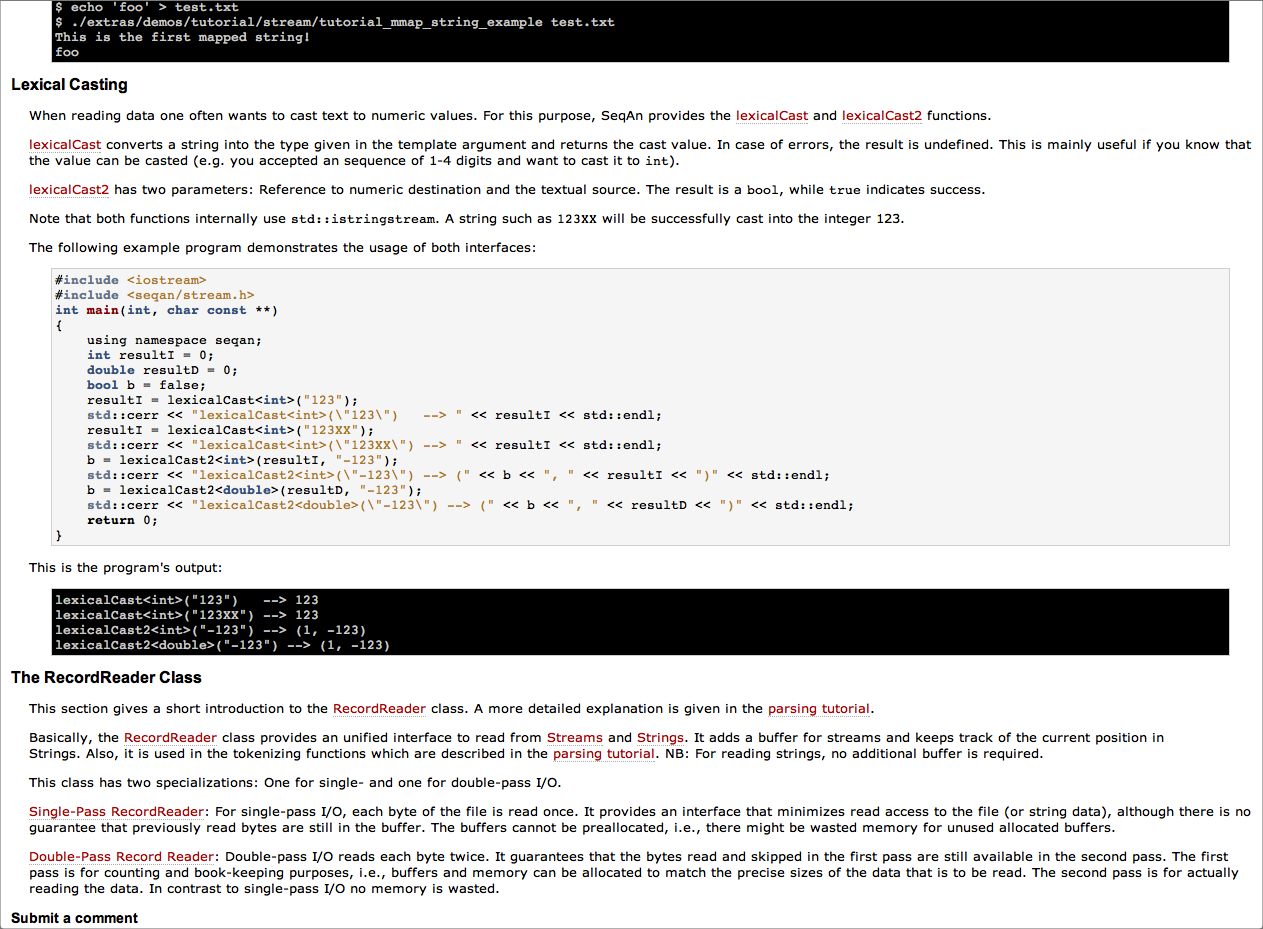 $ echo 'foo' > test.txt
$ ./extras/demos/tutorial/stream/tutorial_mmap_string_example test.txt
This is the first mapped string!
foo
Lexical Casting
When reading data one often wants to cast text to numeric values. For this purpose, SeqAn provides the lexicalCast and lexicalCast2 functions.
lexicalCast converts a string into the type given in the template argument and returns the cast value. In case of errors, the result is undefined. This is mainly useful if you know that
the value can be casted (e.g. you accepted an sequence of 1-4 digits and want to cast it to int).
lexicalCast2 has two parameters: Reference to numeric destination and the textual source. The result is a bool, while true indicates success.
Note that both functions internally use std::istringstream. A string such as 123XX will be successfully cast into the integer 123.
The following example program demonstrates the usage of both interfaces:
#include <iostream>
#include <seqan/stream.h>
int main(int, char const **)
{
    using namespace seqan;
    int resultI = 0;
    double resultD = 0;
    bool b = false;
    resultI = lexicalCast<int>("123");
    std::cerr << "lexicalCast<int>(\"123\")   --> " << resultI << std::endl;
    resultI = lexicalCast<int>("123XX");
    std::cerr << "lexicalCast<int>(\"123XX\") --> " << resultI << std::endl;
    b = lexicalCast2<int>(resultI, "-123");
    std::cerr << "lexicalCast2<int>(\"-123\") --> (" << b << ", " << resultI << ")" << std::endl;
    b = lexicalCast2<double>(resultD, "-123");
    std::cerr << "lexicalCast2<double>(\"-123\") --> (" << b << ", " << resultD << ")" << std::endl;
    return 0;
}
This is the program's output:
lexicalCast<int>("123")   --> 123
lexicalCast<int>("123XX") --> 123
lexicalCast2<int>("-123") --> (1, -123)
lexicalCast2<double>("-123") --> (1, -123)
The RecordReader Class
This section gives a short introduction to the RecordReader class. A more detailed explanation is given in the parsing tutorial.
Basically, the RecordReader class provides an unified interface to read from Streams and Strings. It adds a buffer for streams and keeps track of the current position in
Strings. Also, it is used in the tokenizing functions which are described in the parsing tutorial. NB: For reading strings, no additional buffer is required.
This class has two specializations: One for single- and one for double-pass I/O.
Single-Pass RecordReader: For single-pass I/O, each byte of the file is read once. It provides an interface that minimizes read access to the file (or string data), although there is no
guarantee that previously read bytes are still in the buffer. The buffers cannot be preallocated, i.e., there might be wasted memory for unused allocated buffers.
Double-Pass Record Reader: Double-pass I/O reads each byte twice. It guarantees that the bytes read and skipped in the first pass are still available in the second pass. The first
pass is for counting and book-keeping purposes, i.e., buffers and memory can be allocated to match the precise sizes of the data that is to be read. The second pass is for actually
reading the data. In contrast to single-pass I/O no memory is wasted.
Submit a comment